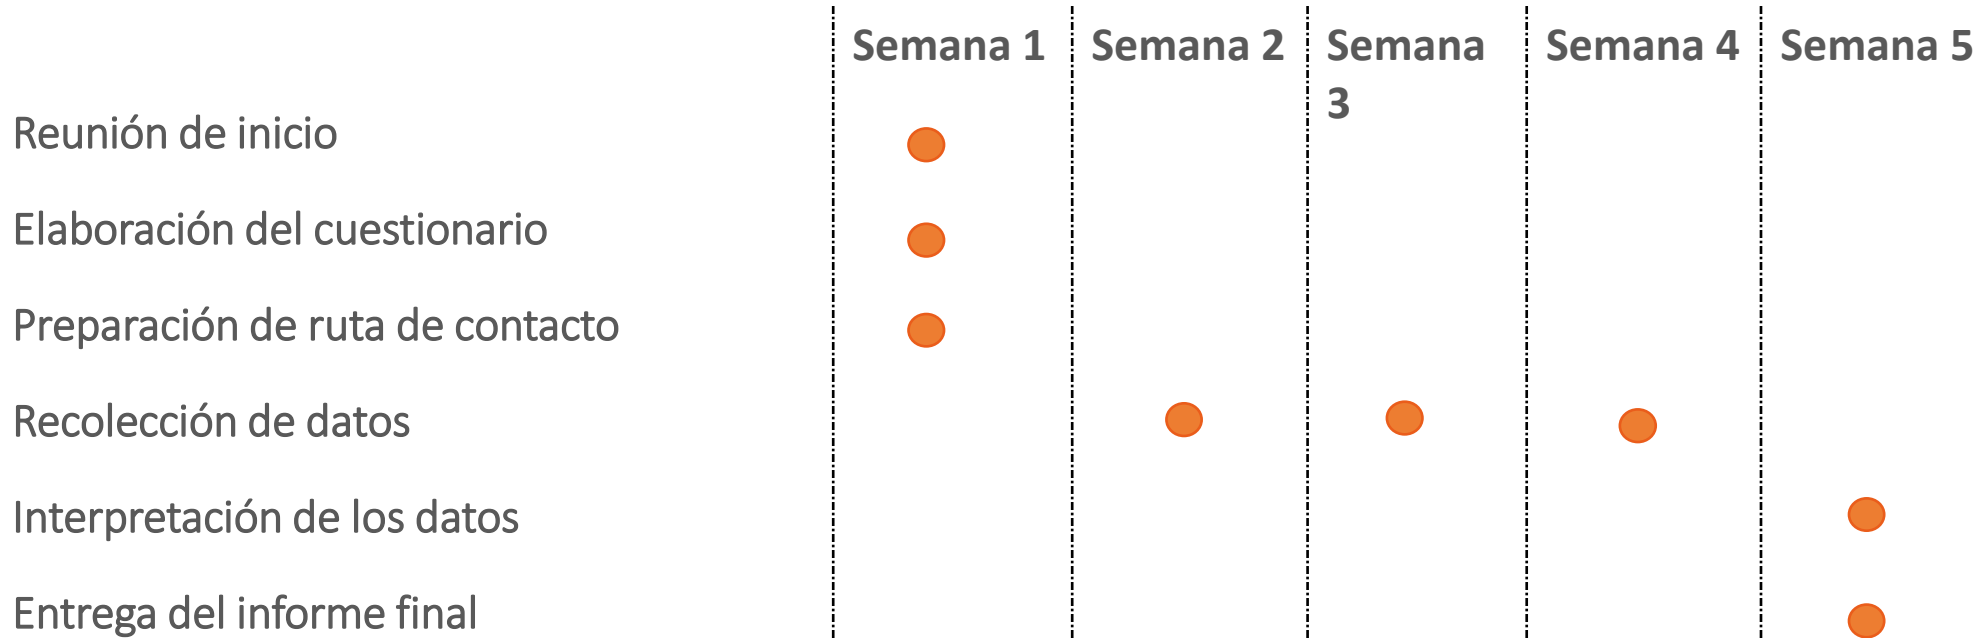 Semana 1 Semana 2 Semana 3 Semana 4 Semana 5
Reunión de inicio
Elaboración del cuestionario
Preparación de ruta de contacto
Recolección de datos
Interpretación de los datos
Entrega del informe final